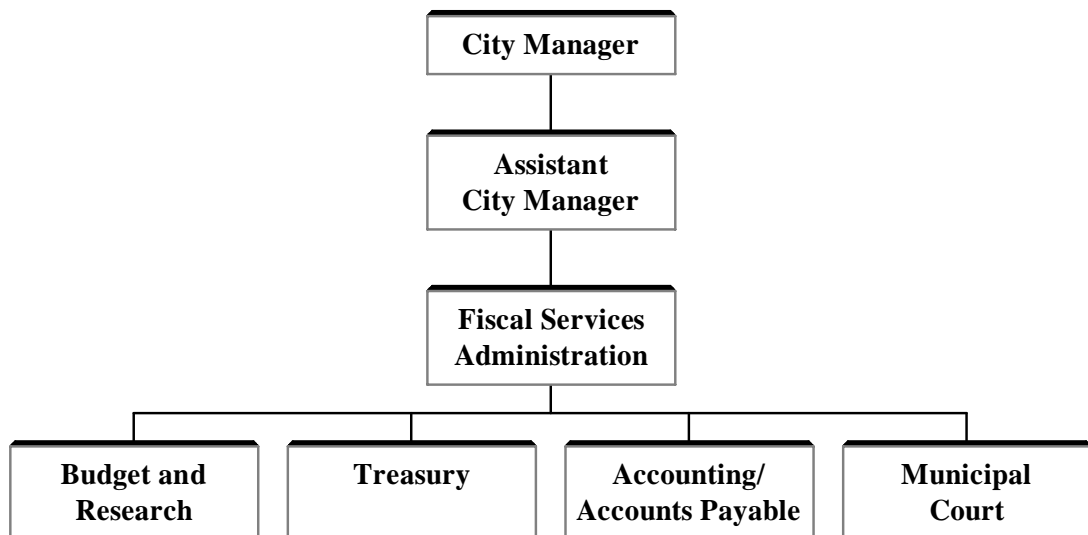 City Manager
Assistant
City Manager
Fiscal Services
Administration
Budget and
Research
Treasury
Accounting/
Accounts Payable
Municipal
Court